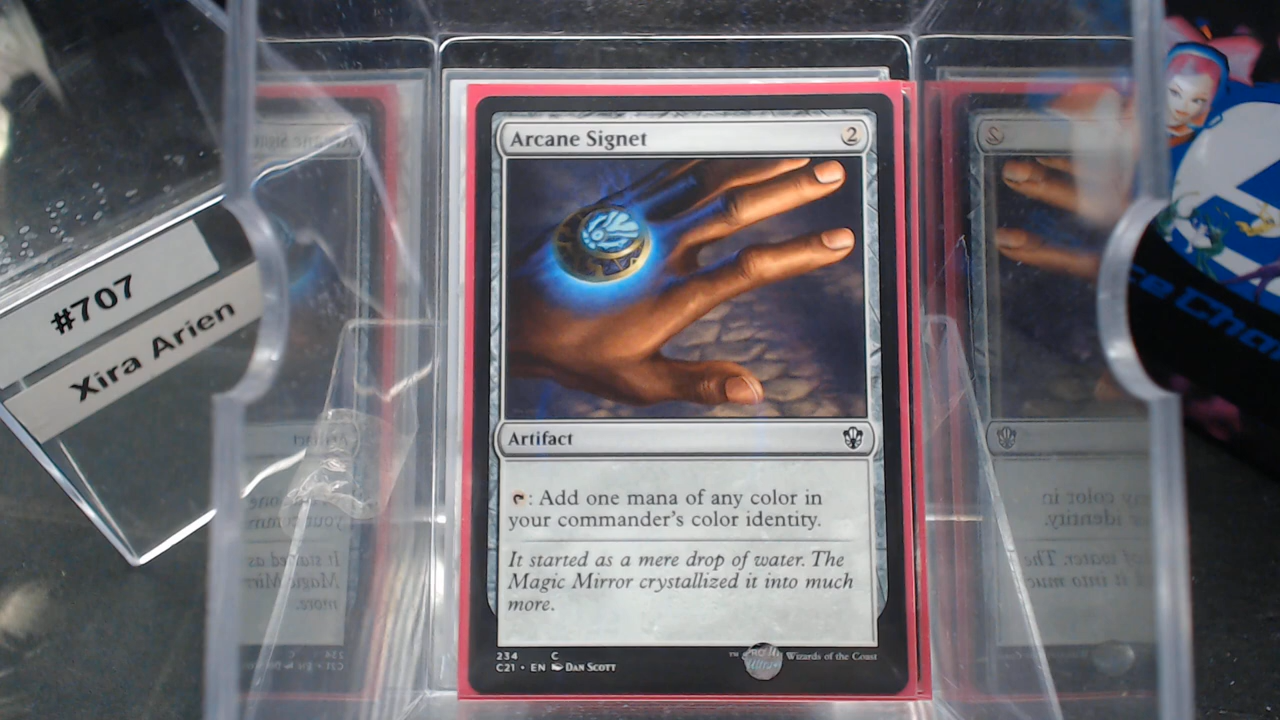 #707
Xira Arien
Arcane Signet
2
Artifact
: Add one mana of any color in
your commander's color identity.
It started as a mere drop of water. The
Magic Mirror crystallized it into much
more.
234 C
C21 • EN Dan Scott
™ Wizards of the Coast